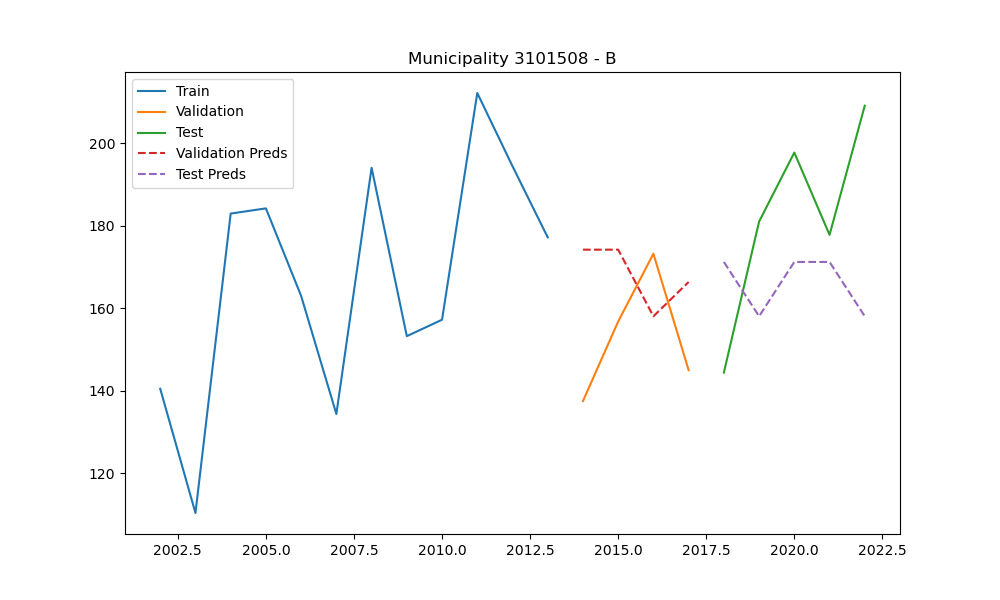 Municipality 3101508 - B
Train
Validation
Test
Validation Preds
Test Preds
200
180
160
140
120
2002.5 2005.0 2007.5 2010.0 2012.5 2015.0 2017.5 2020.0 2022.5